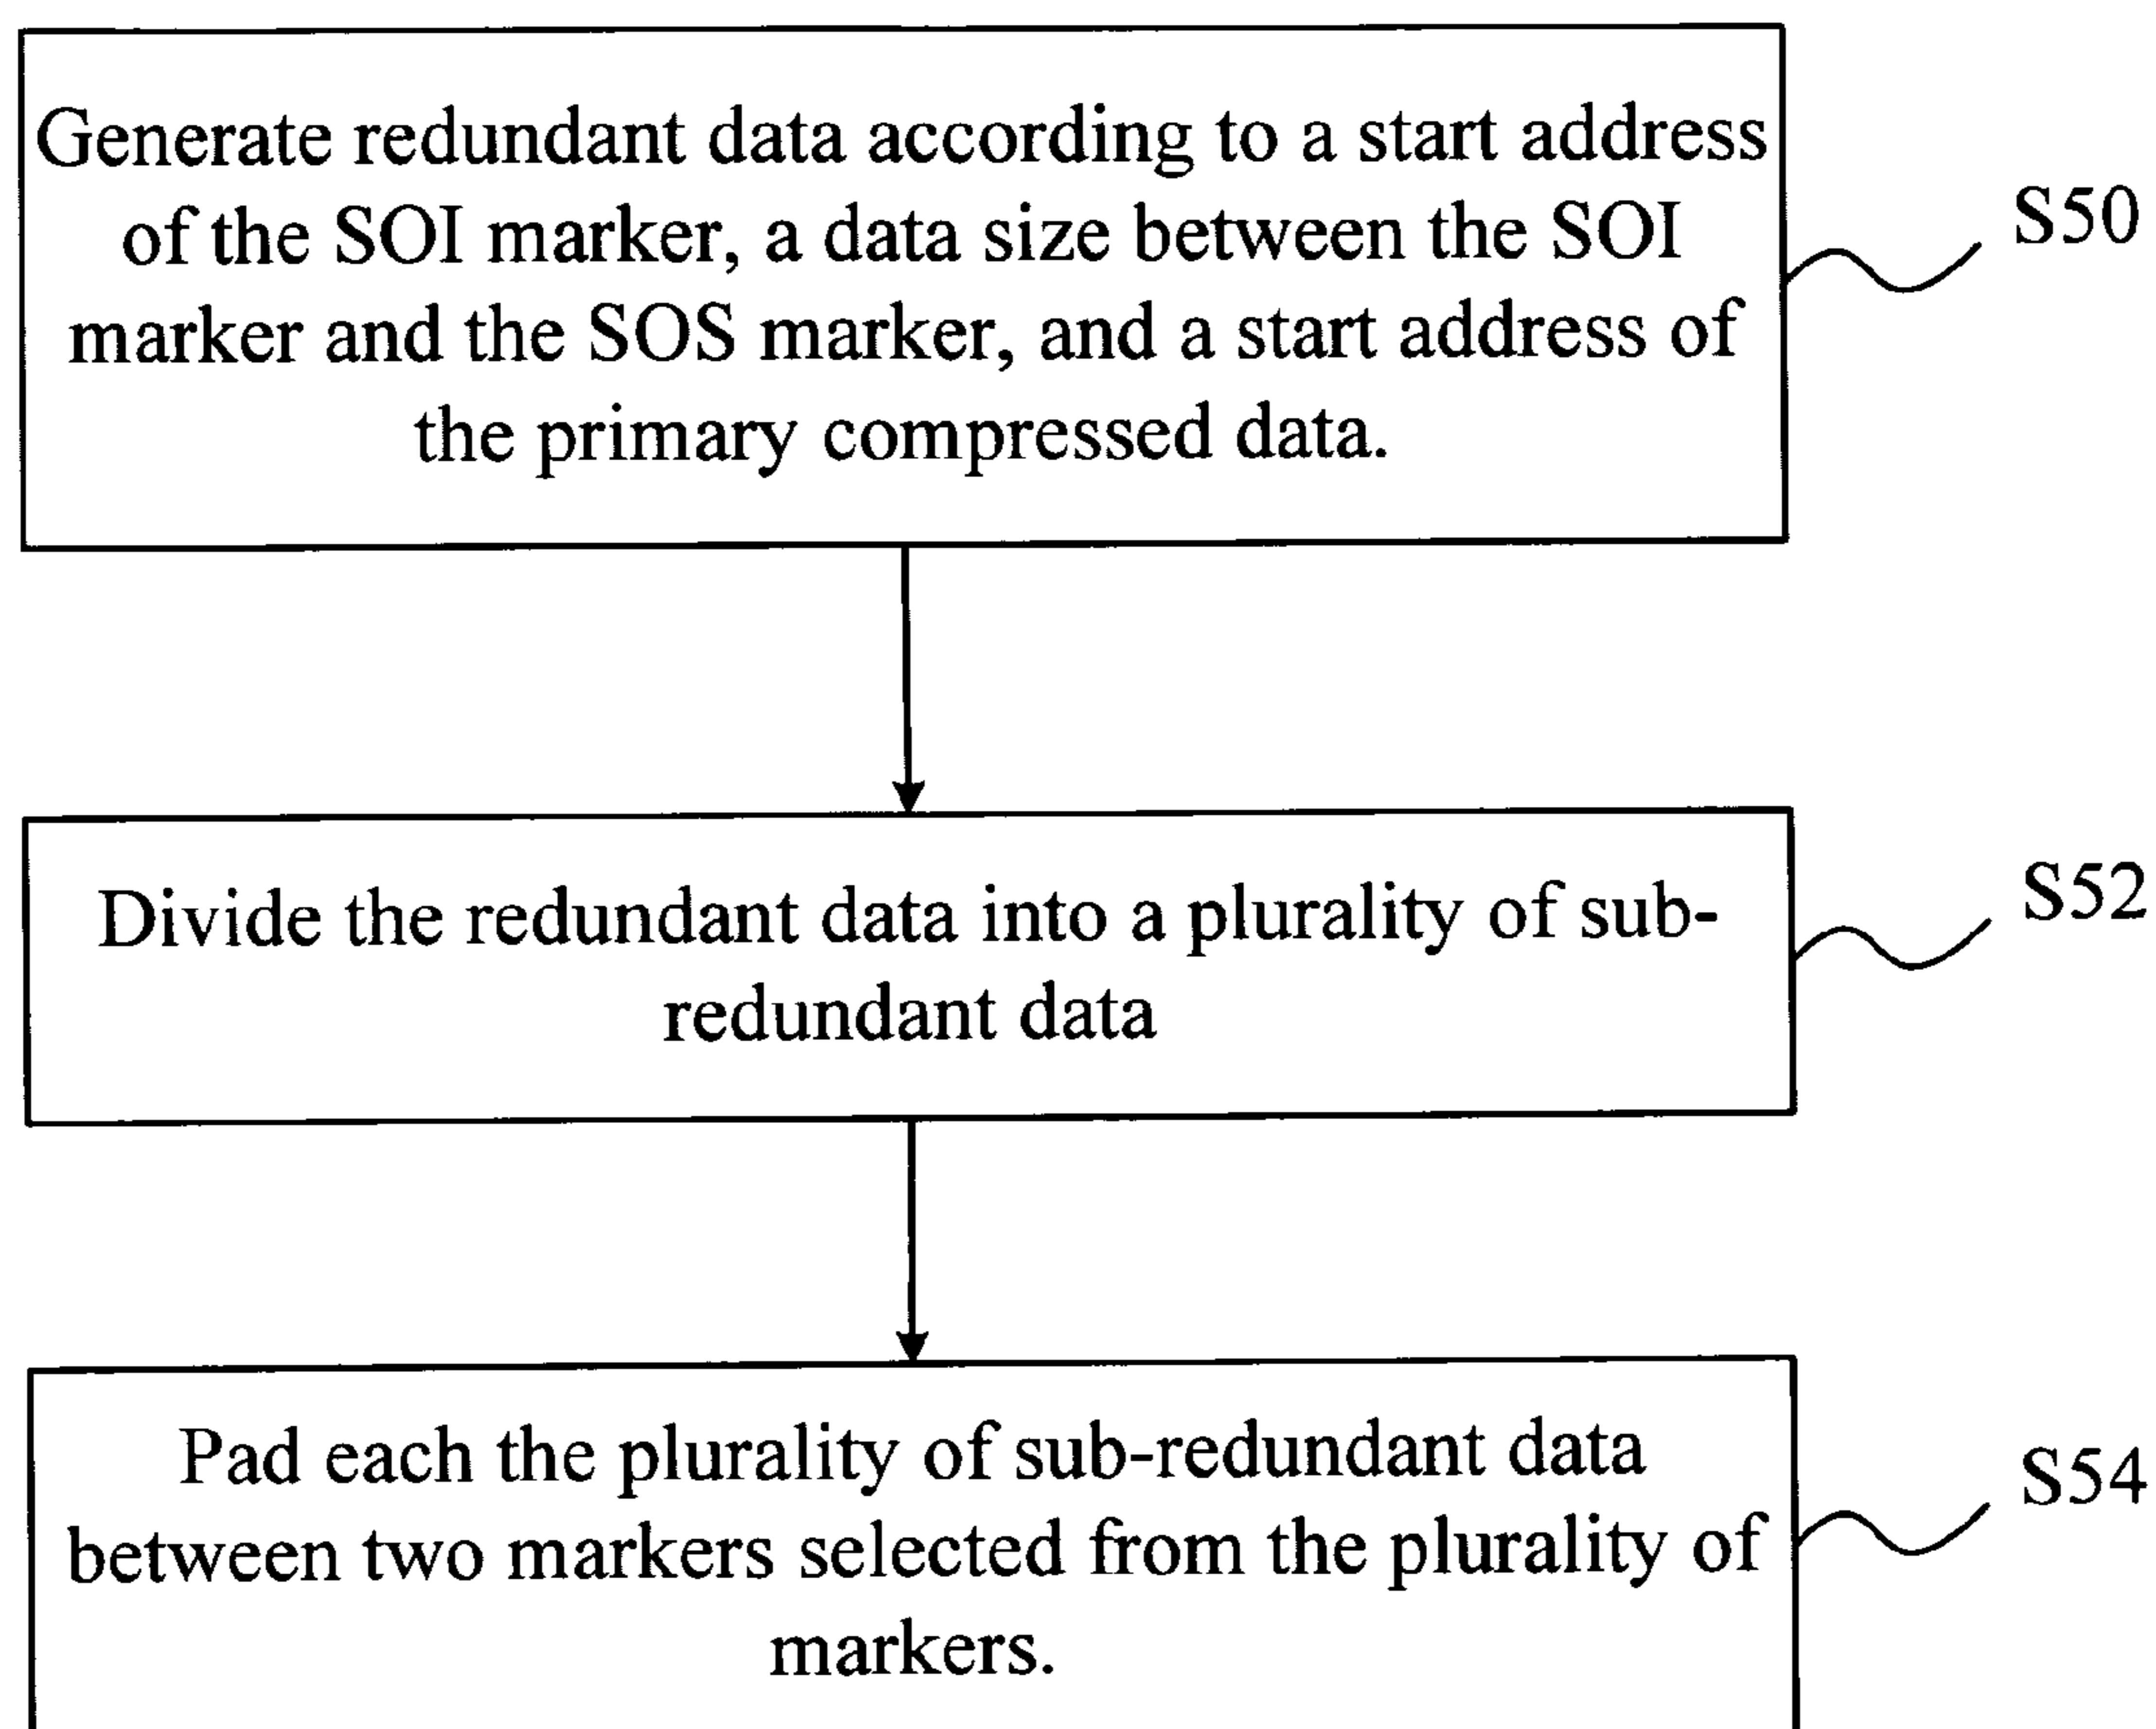 Generate redundant data according to a start address
of the SOI marker, a data size between the SOI
marker and the SOS marker, and a start address of
the primary compressed data.
S50
Divide the redundant data into a plurality of sub-
redundant data
S52
Pad each the plurality of sub-redundant data
between two markers selected from the plurality of
markers.
S54